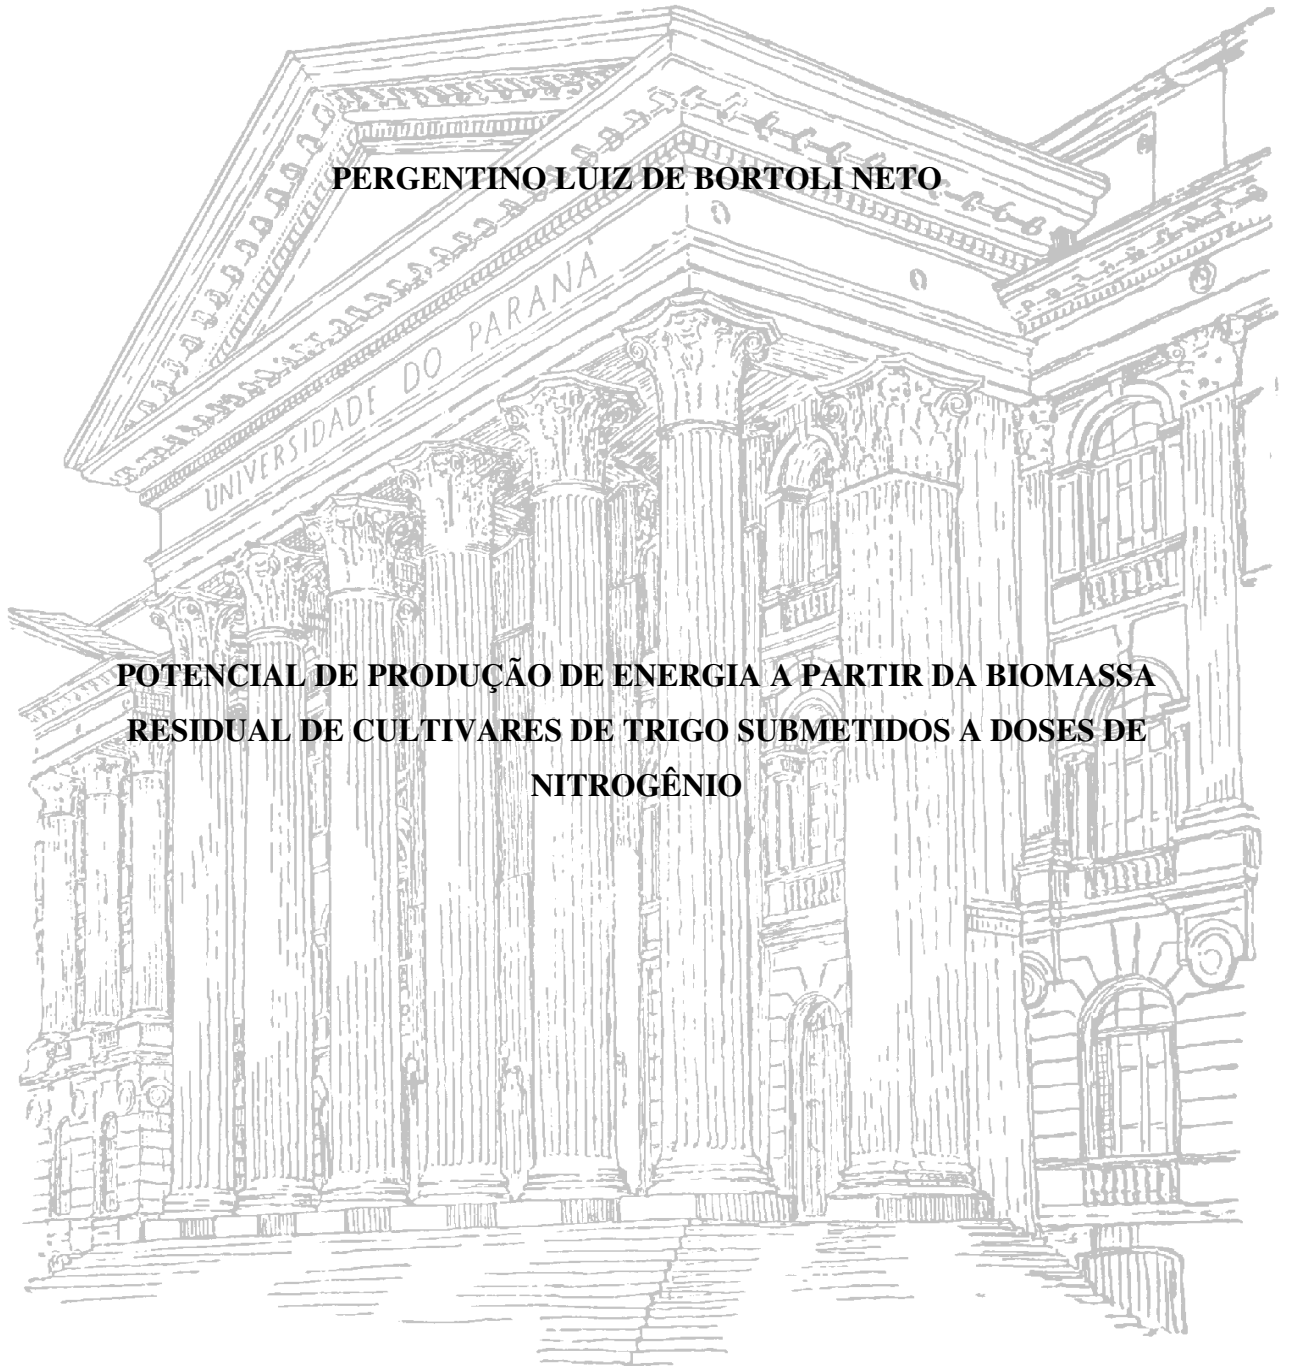 PERGENTINO LUIZ DE BORTOLI NETO
UNIVERSIDADE DO PARANÁ
POTENCIAL DE PRODUÇÃO DE ENERGIA A PARTIR DA BIOMASSA
RESIDUAL DE CULTIVARES DE TRIGO SUBMETIDOS A DOSES DE
NITROGÊNIO